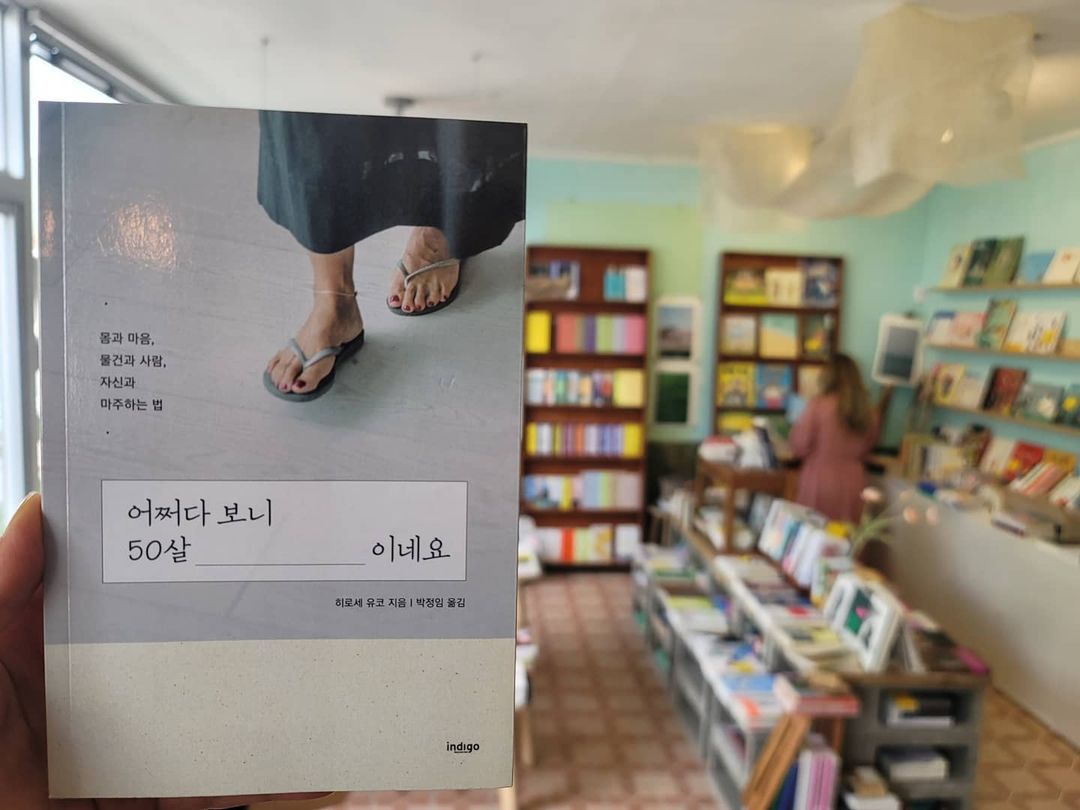 몸과 마음,
물건과 사람,
자신과
마주하는 법
어쩌다 보니
50살 이네요
히로세 유코 지음 | 박정임 옮김
indigo